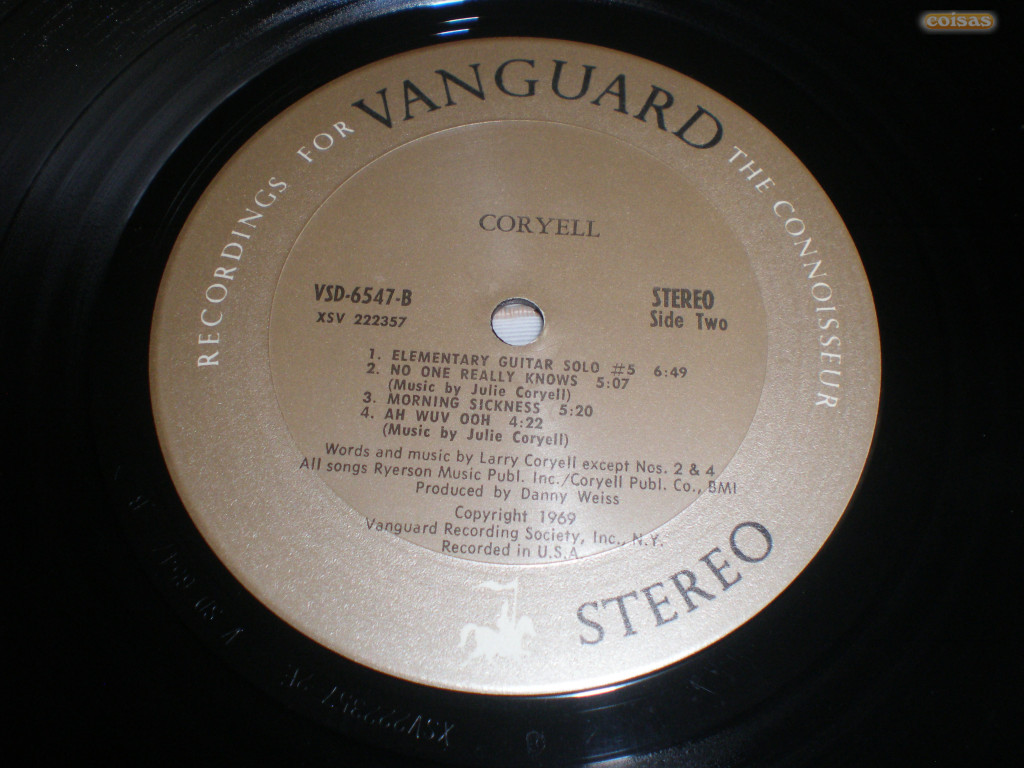 coisas
RECORDINGS FOR VANGUARD THE CONNOISSEUR
CORYELL
VSD-6547-B
XSV 222357
STEREO
Side Two
1. ELEMENTARY GUITAR SOLO #5 6:49
2. NO ONE REALLY KNOWS 5:07
(Music by Julie Coryell)
3. MORNING SICKNESS 5:20
4. AH WUV OOH 4:22
(Music by Julie Coryell)
Words and music by Larry Coryell except Nos. 2 & 4
All songs Ryerson Music Publ. Inc./Coryell Publ. Co., BMI
Produced by Danny Weiss
Copyright 1969
Vanguard Recording Society, Inc., N.Y.
Recorded in U.S.A.
STEREO